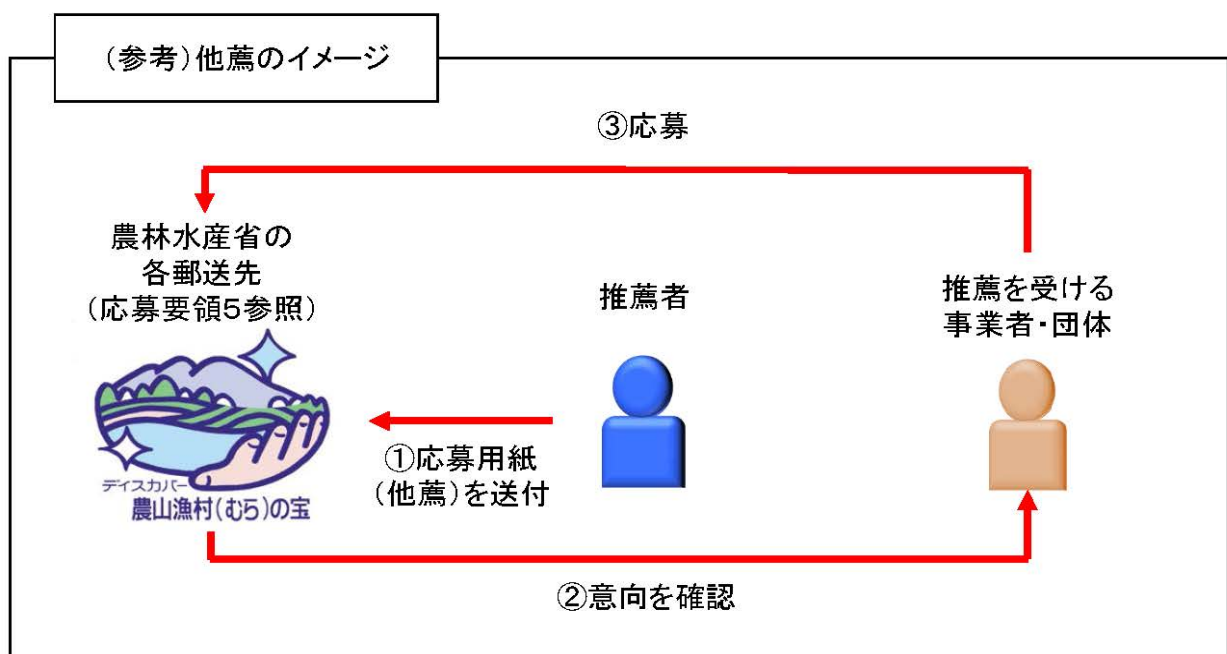 (参考)他薦のイメージ
③応募
農林水産省の
各郵送先
(応募要領5参照)
推薦者
推薦を受ける
事業者・団体
①応募用紙
(他薦)を送付
ディスカバー
農山漁村(むら)の宝
②意向を確認